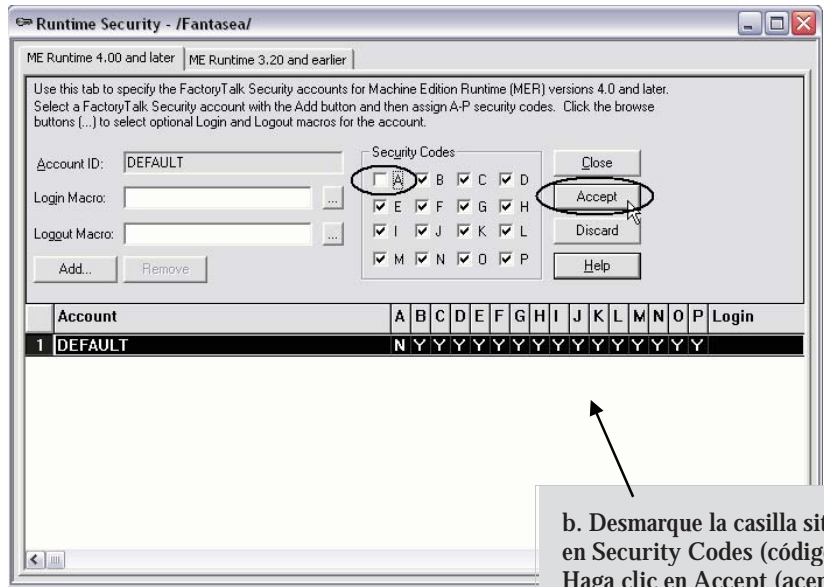 Runtime Security - /Fantasea/
ME Runtime 4.00 and later ME Runtime 3.20 and earlier
Use this tab to specify the FactoryTalk Security accounts for Machine Edition Runtime (MER) versions 4.0 and later.
Select a FactoryTalk Security account with the Add button and then assign A-P security codes. Click the browse
buttons (...) to select optional Login and Logout macros for the account.
Account ID: DEFAULT
Login Macro: ...
Logout Macro: ...
Add... Remove
Security Codes
A B C D
E F G H
I J K L
M N O P
Close
Accept
Discard
Help
Account A B C D E F G H I J K L M N O P Login
1 DEFAULT N Y Y Y Y Y Y Y Y Y Y Y Y Y Y Y
b. Desmarque la casilla
en Security Codes
Haga clic en Accept